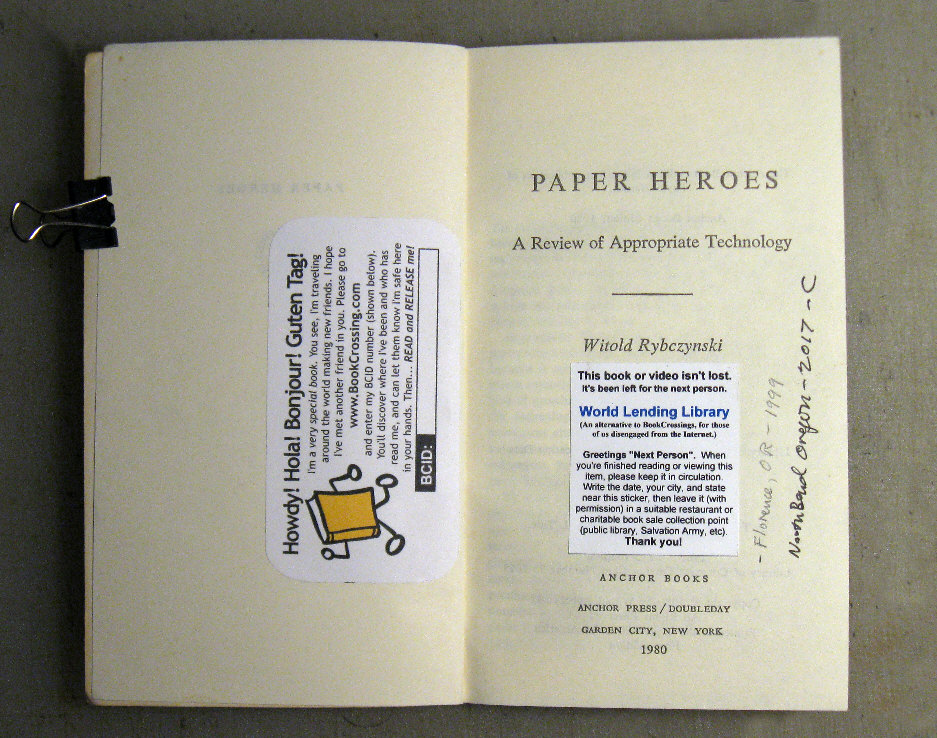 Howdy! Hola! Bonjour! Guten Tag!
I'm a very special book. You see, I'm traveling
around the world making new friends. I hope
I've met another friend in you. Please go to
www.BookCrossing.com
and enter my BCID number (shown below).
You'll discover where I've been and who has
read me, and can let them know I'm safe here
in your hands. Then... READ and RELEASE me!
BCID:
PAPER HEROES
A Review of Appropriate Technology
Witold Rybczynski
This book or video isn't lost.
It's been left for the next person.
World Lending Library
(An alternative to BookCrossings, for those
of us disengaged from the Internet.)
Greetings "Next Person". When
you're finished reading or viewing this
item, please keep it in circulation.
Write the date, your city, and state
near this sticker, then leave it (with
permission) in a suitable restaurant or
charitable book sale collection point
(public library, Salvation Army, etc).
Thank you!
- Florence, OR - 1999
North Bend Oregon - 2017 - C
ANCHOR BOOKS
ANCHOR PRESS / DOUBLEDAY
GARDEN CITY, NEW YORK
1980